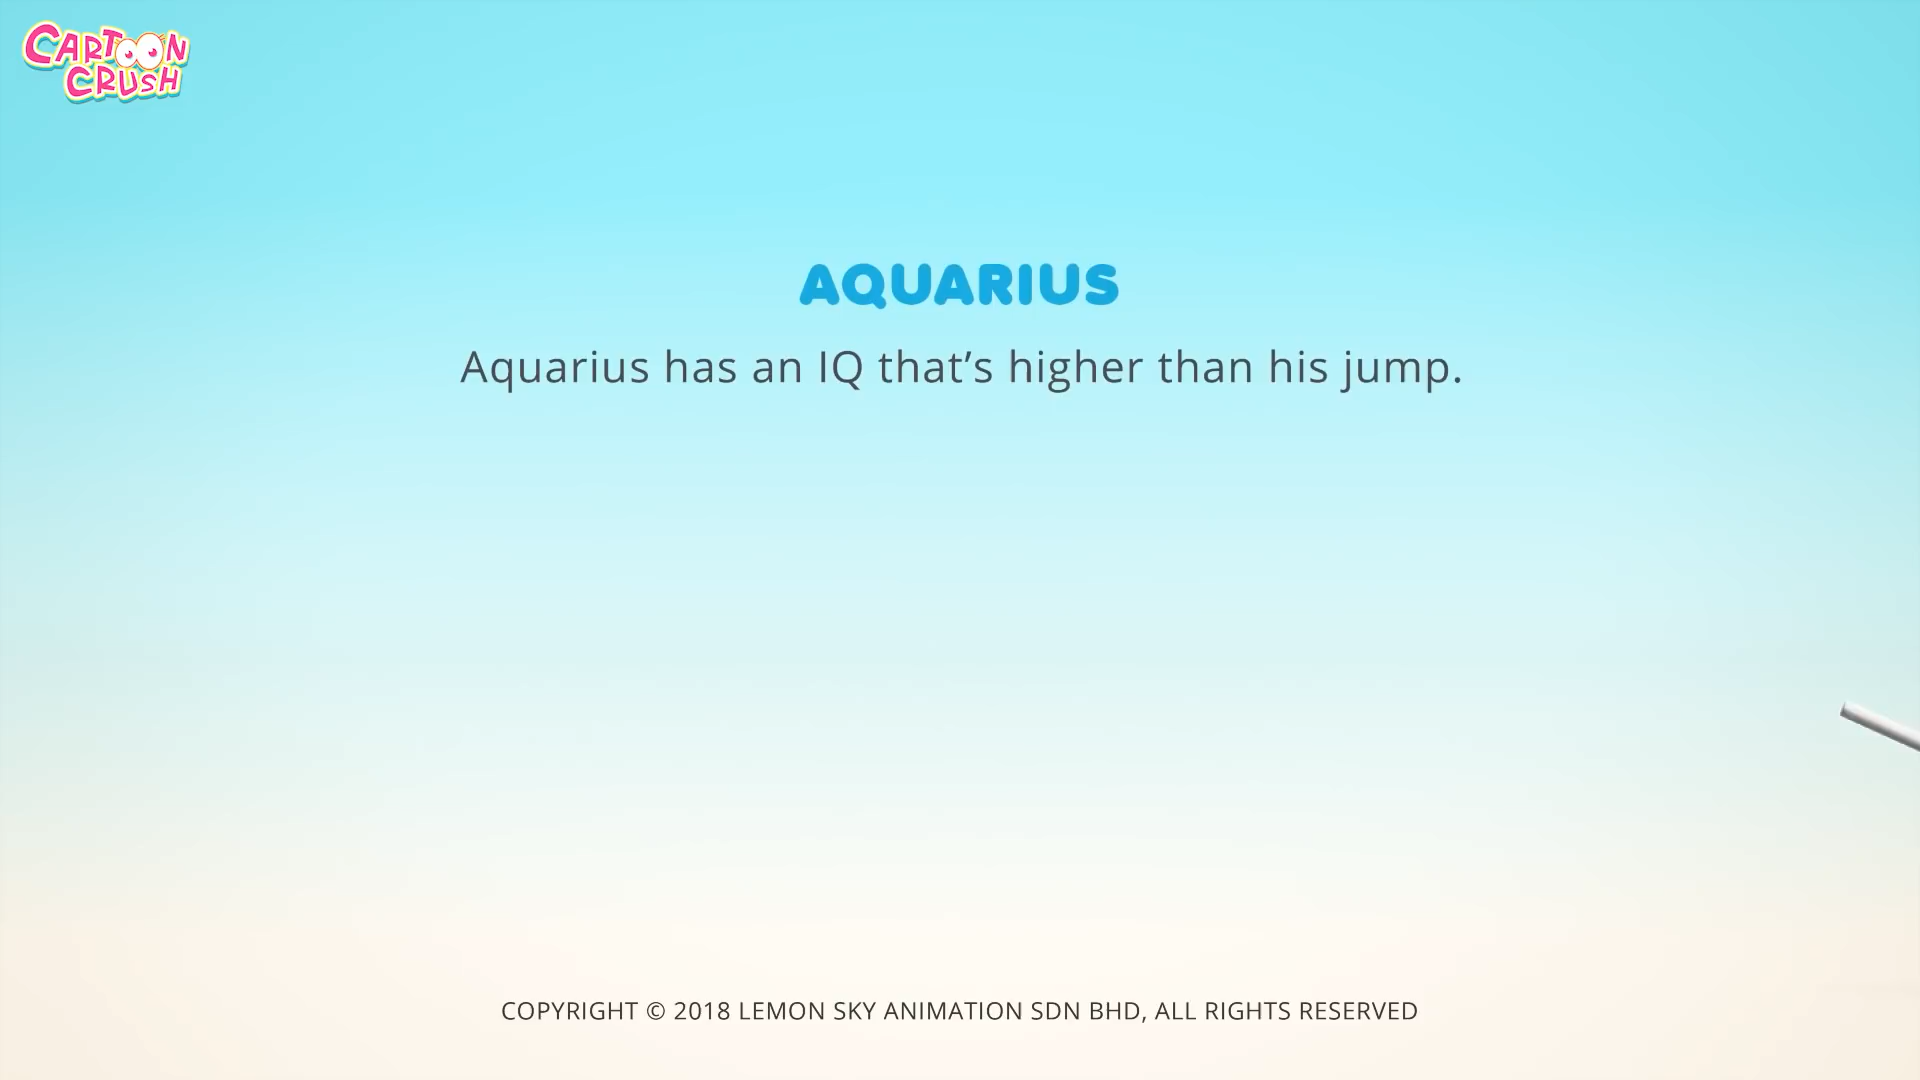 CARTOON
CRUSH
AQUARIUS
Aquarius has an IQ that’s higher than his jump.
COPYRIGHT © 2018 LEMON SKY ANIMATION SDN BHD, ALL RIGHTS RESERVED